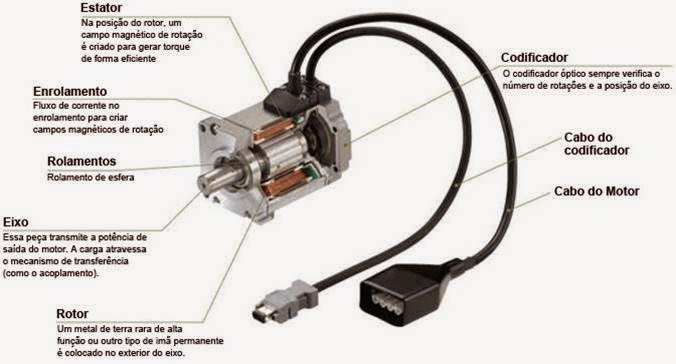 Estator
Na posição do rotor, um
campo magnético de rotação
é criado para gerar torque
de forma eficiente
Enrolamento
Fluxo de corrente no
enrolamento para criar
campos magnéticos de rotação
Rolamentos
Rolamento de esfera
Eixo
Essa peça transmite a potência de
saída do motor. A carga atravessa
o mecanismo de transferência
(como o acoplamento).
Rotor
Um metal de terra rara de alta
função ou outro tipo de imã permanente
é colocado no exterior do eixo.
Codificador
O codificador óptico sempre verifica o
número de rotações e a posição do eixo.
Cabo do
codificador
Cabo do Motor